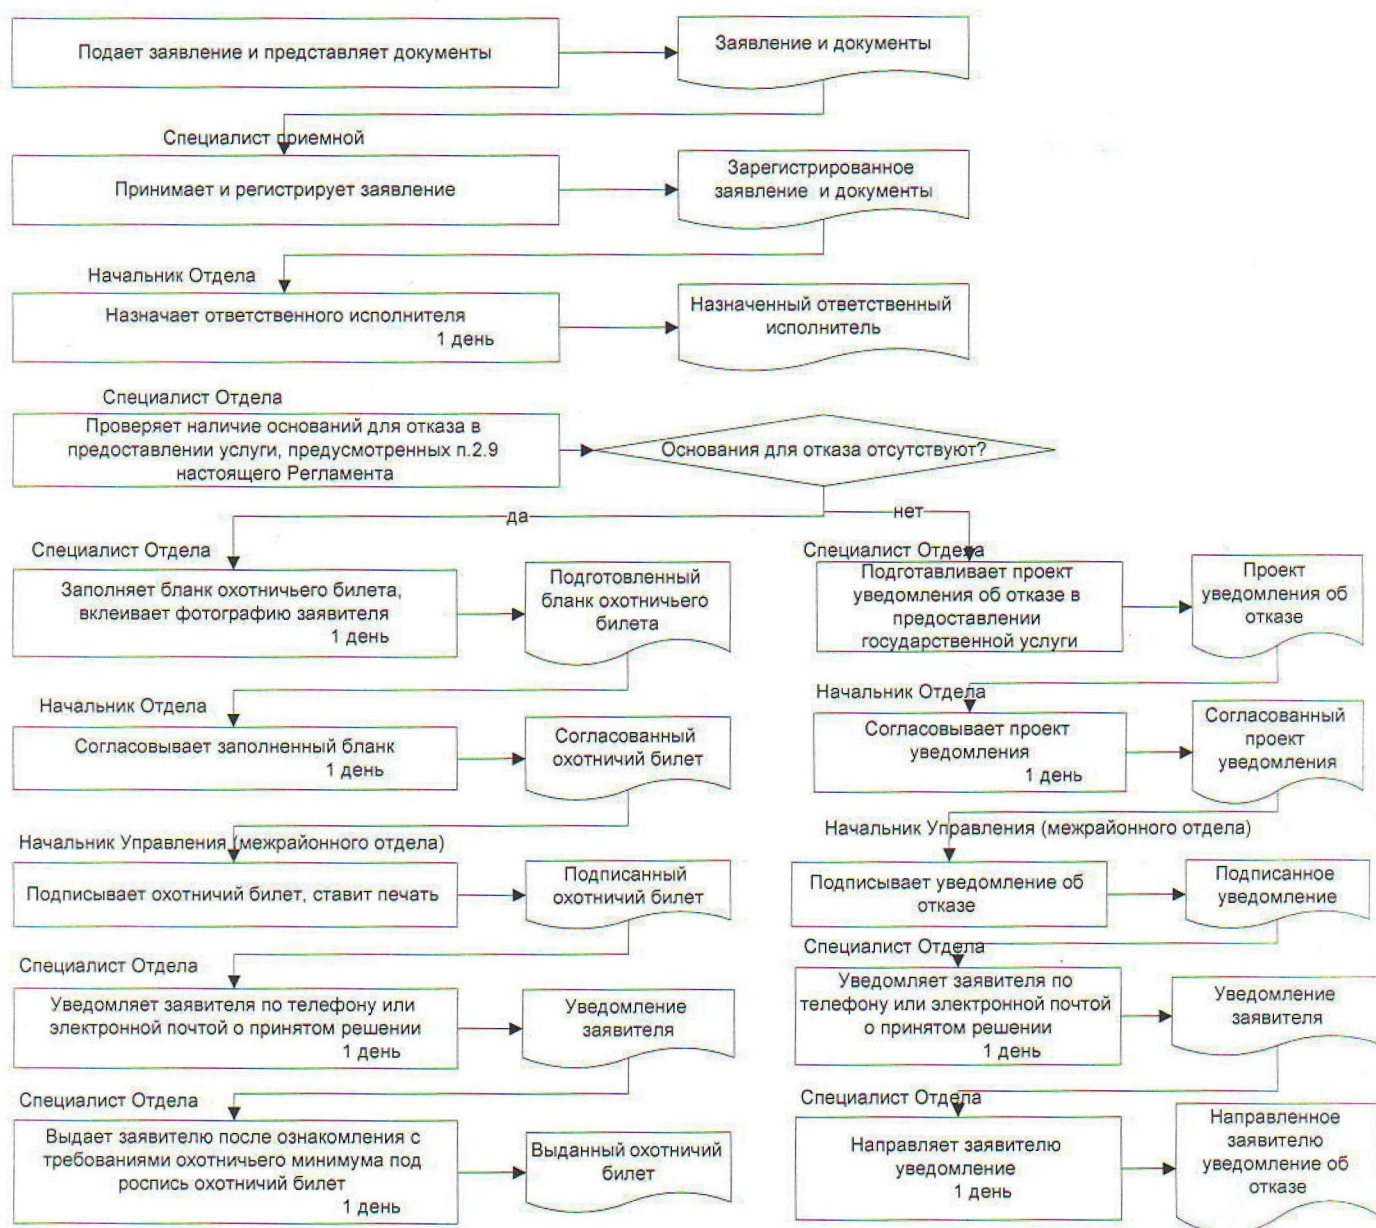 Подает заявление и представляет документы
Заявление и документы
Специалист приемной
Принимает и регистрирует заявление
Зарегистрированное
заявление и документы
Начальник Отдела
Назначает ответственного исполнителя
1 день
Назначенный ответственный
исполнитель
Специалист Отдела
Проверяет наличие оснований для отказа в
предоставлении услуги, предусмотренных п.2.9
настоящего Регламента
Основания для отказа отсутствуют?
да
нет
Специалист Отдела
Заполняет бланк охотничьего билета,
вклеивает фотографию заявителя
1 день
Подготовленный
бланк охотничьего
билета
Специалист Отдела
Подготавливает проект
уведомления об отказе в
предоставлении
государственной услуги
Проект
уведомления об
отказе
Начальник Отдела
Согласовывает заполненный бланк
1 день
Согласованный
охотничий билет
Начальник Отдела
Согласовывает проект
уведомления
1 день
Согласованный
проект
уведомления
Начальник Управления (межрайонного отдела)
Подписывает охотничий билет, ставит печать
Подписанный
охотничий билет
Начальник Управления (межрайонного отдела)
Подписывает уведомление об
отказе
Подписанное
уведомление
Специалист Отдела
Уведомляет заявителя по телефону или
электронной почтой о принятом решении
1 день
Уведомление
заявителя
Специалист Отдела
Уведомляет заявителя по
телефону или электронной почтой
о принятом решении
1 день
Уведомление
заявителя
Специалист Отдела
Выдает заявителю после ознакомления с
требованиями охотничьего минимума под
роспись охотничий билет
1 день
Выданный охотничий
билет
Специалист Отдела
Направляет заявителю
уведомление
1 день
Направленное
заявителю
уведомление об
отказе